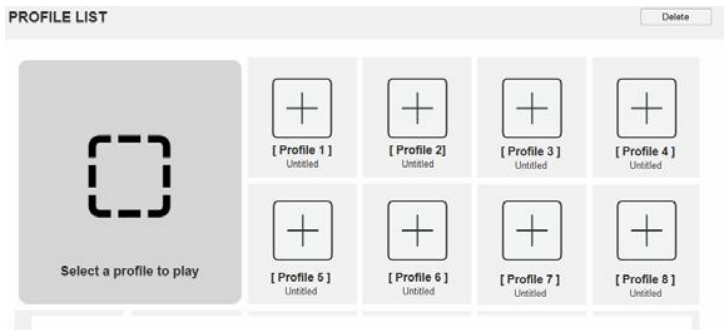 PROFILE LIST
Delete
Select a profile to play
[ Profile 1 ]
Untitled
[ Profile 2]
Untitled
[ Profile 3 ]
Untitled
[ Profile 4 ]
Untitled
[ Profile 5 ]
Untitled
[ Profile 6 ]
Untitled
[ Profile 7 ]
Untitled
[ Profile 8 ]
Untitled